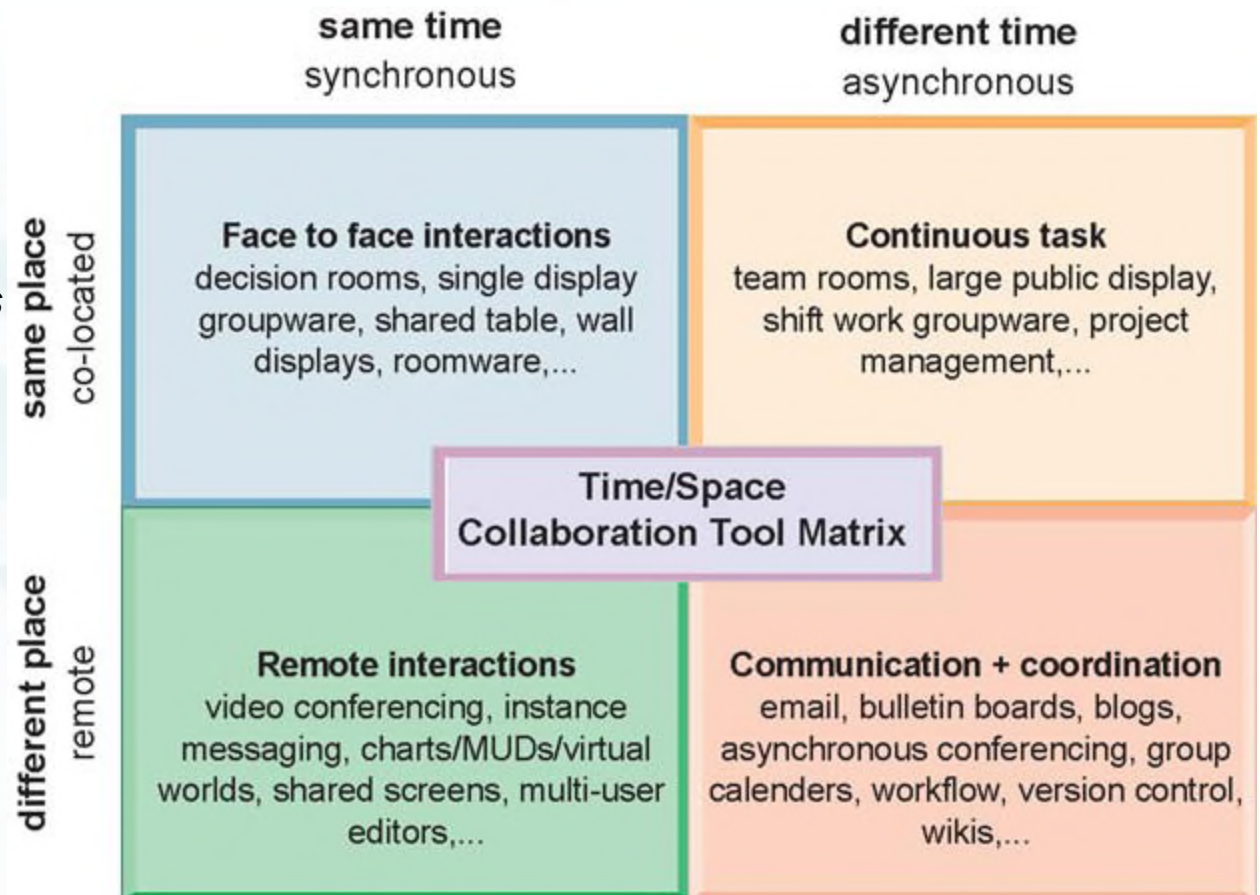 same time
synchronous
different time
asynchronous
same place
co-located
Face to face interactions
decision rooms, single display
groupware, shared table, wall
displays, roomware,...
Continuous task
team rooms, large public display,
shift work groupware, project
management,...
Time/Space
Collaboration Tool Matrix
different place
remote
Remote interactions
video conferencing, instance
messaging, charts/MUDs/virtual
worlds, shared screens, multi-user
editors,...
Communication + coordination
email, bulletin boards, blogs,
asynchronous conferencing, group
calenders, workflow, version control,
wikis,...